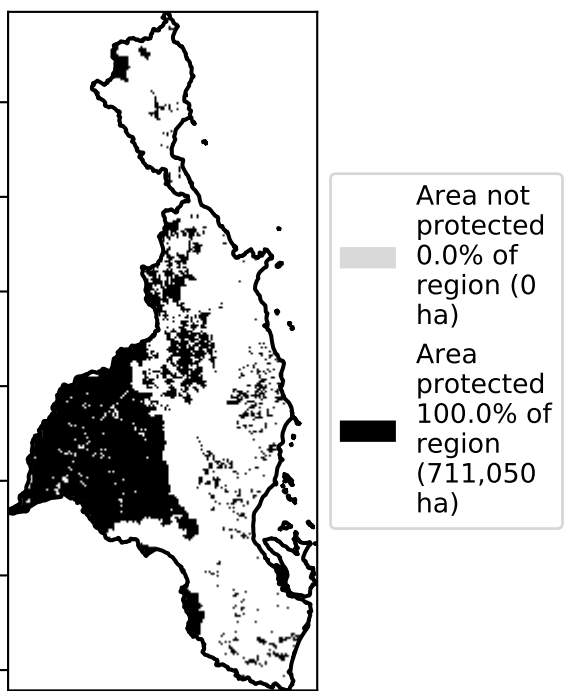 Area not
protected
0.0% of
region (0
ha)
Area
protected
100.0% of
region
(711,050
ha)